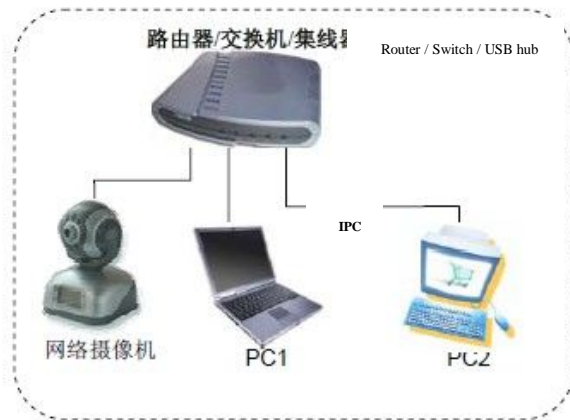 路由器/交换机/集线器
Router / Switch / USB hub
IPC
网络摄像机
PC1
PC2